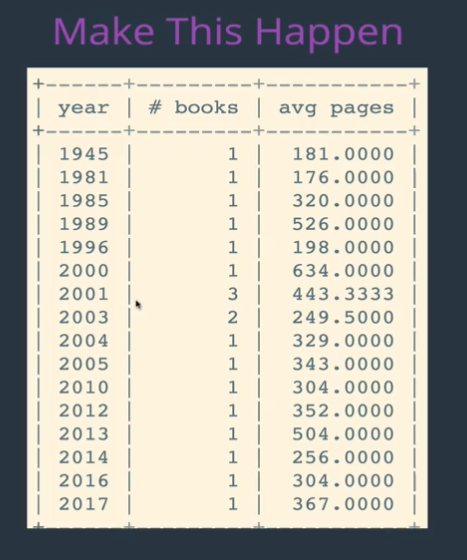 Make This Happen
+------+---------+-----------+
| year | # books | avg pages |
+------+---------+-----------+
| 1945 | 1 | 181.0000 |
| 1981 | 1 | 176.0000 |
| 1985 | 1 | 320.0000 |
| 1989 | 1 | 526.0000 |
| 1996 | 1 | 198.0000 |
| 2000 | 1 | 634.0000 |
| 2001 | 3 | 443.3333 |
| 2003 | 2 | 249.5000 |
| 2004 | 1 | 329.0000 |
| 2005 | 1 | 343.0000 |
| 2010 | 1 | 304.0000 |
| 2012 | 1 | 352.0000 |
| 2013 | 1 | 504.0000 |
| 2014 | 1 | 256.0000 |
| 2016 | 1 | 304.0000 |
| 2017 | 1 | 367.0000 |
+------+---------+-----------+